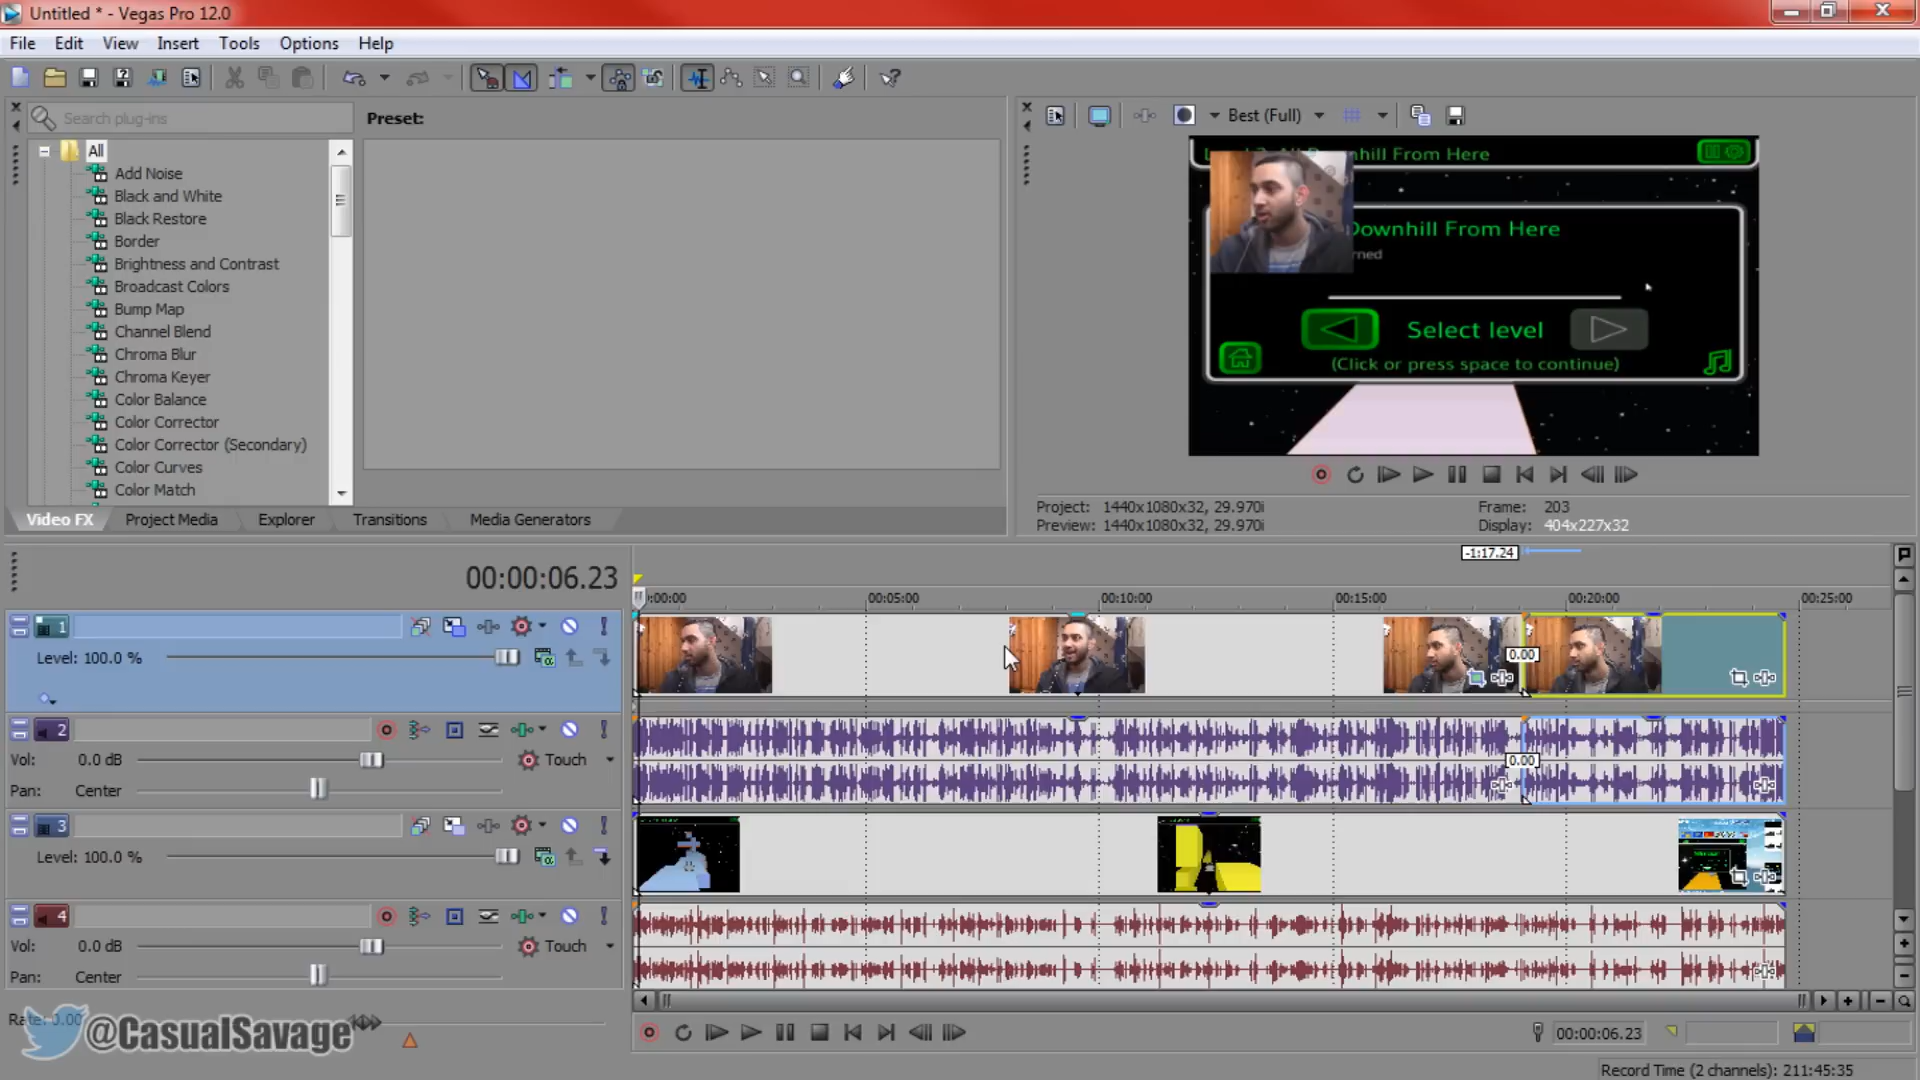 Untitled * - Vegas Pro 12.0
File Edit View Insert Tools Options Help
Search plug-ins
Preset:
Best (Full)
All
Add Noise
Black and White
Black Restore
Border
Brightness and Contrast
Broadcast Colors
Bump Map
Channel Blend
Chroma Blur
Chroma Keyer
Color Balance
Color Corrector
Color Corrector (Secondary)
Color Curves
Color Match
Video FX Project Media Explorer Transitions Media Generators
hill From Here
Downhill From Here
rned
Select level
(Click or press space to continue)
Project: 1440x1080x32, 29.970i Frame: 203
Preview: 1440x1080x32, 29.970i Display: 404x227x32
-1:17.24
00:00:06.23
:00:00 00:05:00 00:10:00 00:15:00 00:20:00 00:25:00
1
Level: 100.0 %
0.00
2
Vol: 0.0 dB Touch
0.00
Pan: Center
3
Level: 100.0 %
4
Vol: 0.0 dB Touch
Pan: Center
Rate: 0.00
@CasualSavage
00:00:06.23
Record Time (2 channels): 211:45:35